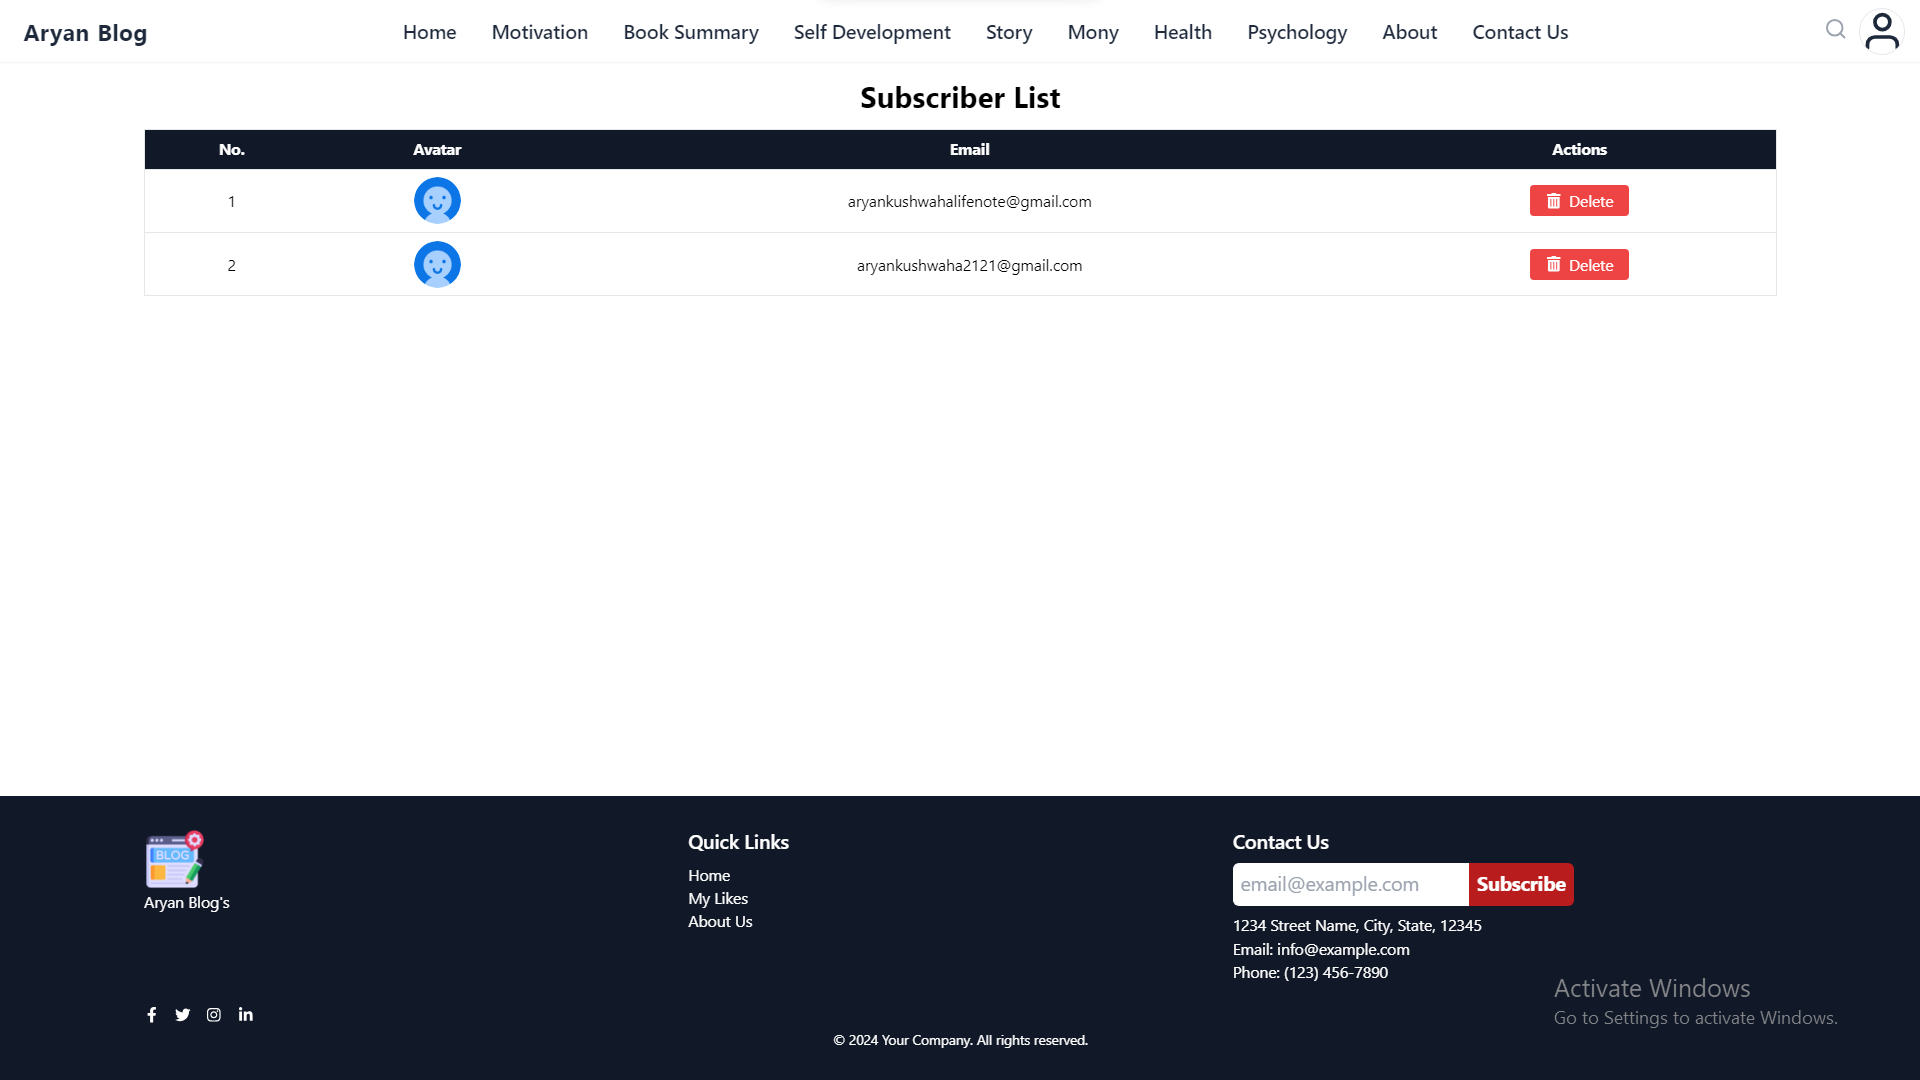 Aryan Blog Home Motivation Book Summary Self Development Story Mony Health Psychology About Contact Us
Subscriber List
No. Avatar Email Actions
1 aryankushwahalifenote@gmail.com Delete
2 aryankushwaha2121@gmail.com Delete
BLOG
Aryan Blog's
Quick Links
Home
My Likes
About Us
Contact Us
email@example.com Subscribe
1234 Street Name, City, State, 12345
Email: info@example.com
Phone: (123) 456-7890
Activate Windows
Go to Settings to activate Windows.
© 2024 Your Company. All rights reserved.